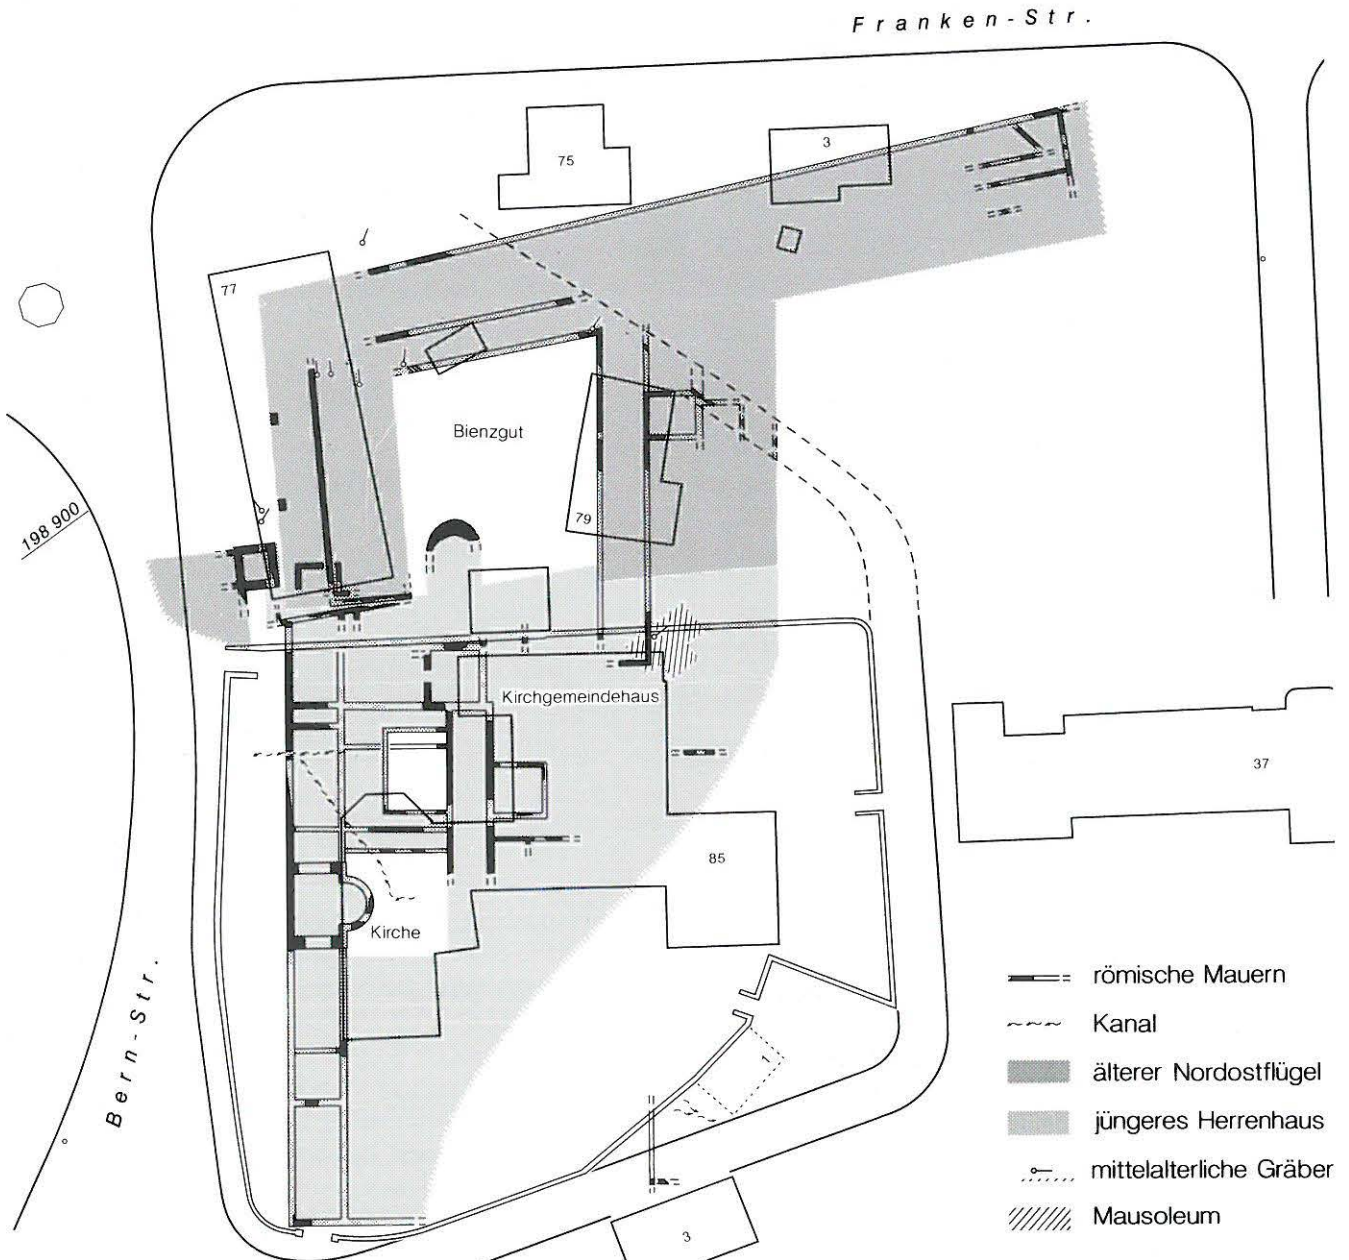 Franken-Str.
75
3
77
Bienzgut
198 900
79
Kirchgemeindehaus
37
85
Kirche
Bern-Str.
3
römische Mauern
Kanal
älterer Nordostflügel
jüngeres Herrenhaus
mittelalterliche Gräber
Mausoleum